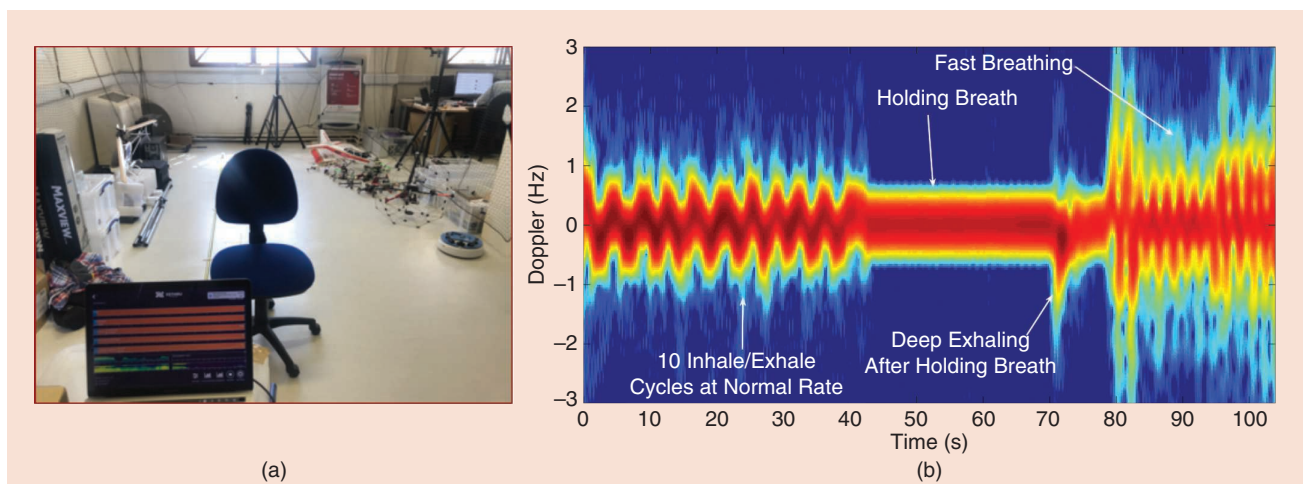 MAXVIEW
MAXVIEW
3
2
1
0
–1
–2
–3
Doppler (Hz)
Fast Breathing
Holding Breath
10 Inhale/Exhale
Cycles at Normal Rate
Deep Exhaling
After Holding Breath
0 10 20 30 40 50 60 70 80 90 100
Time (s)
(a)
(b)